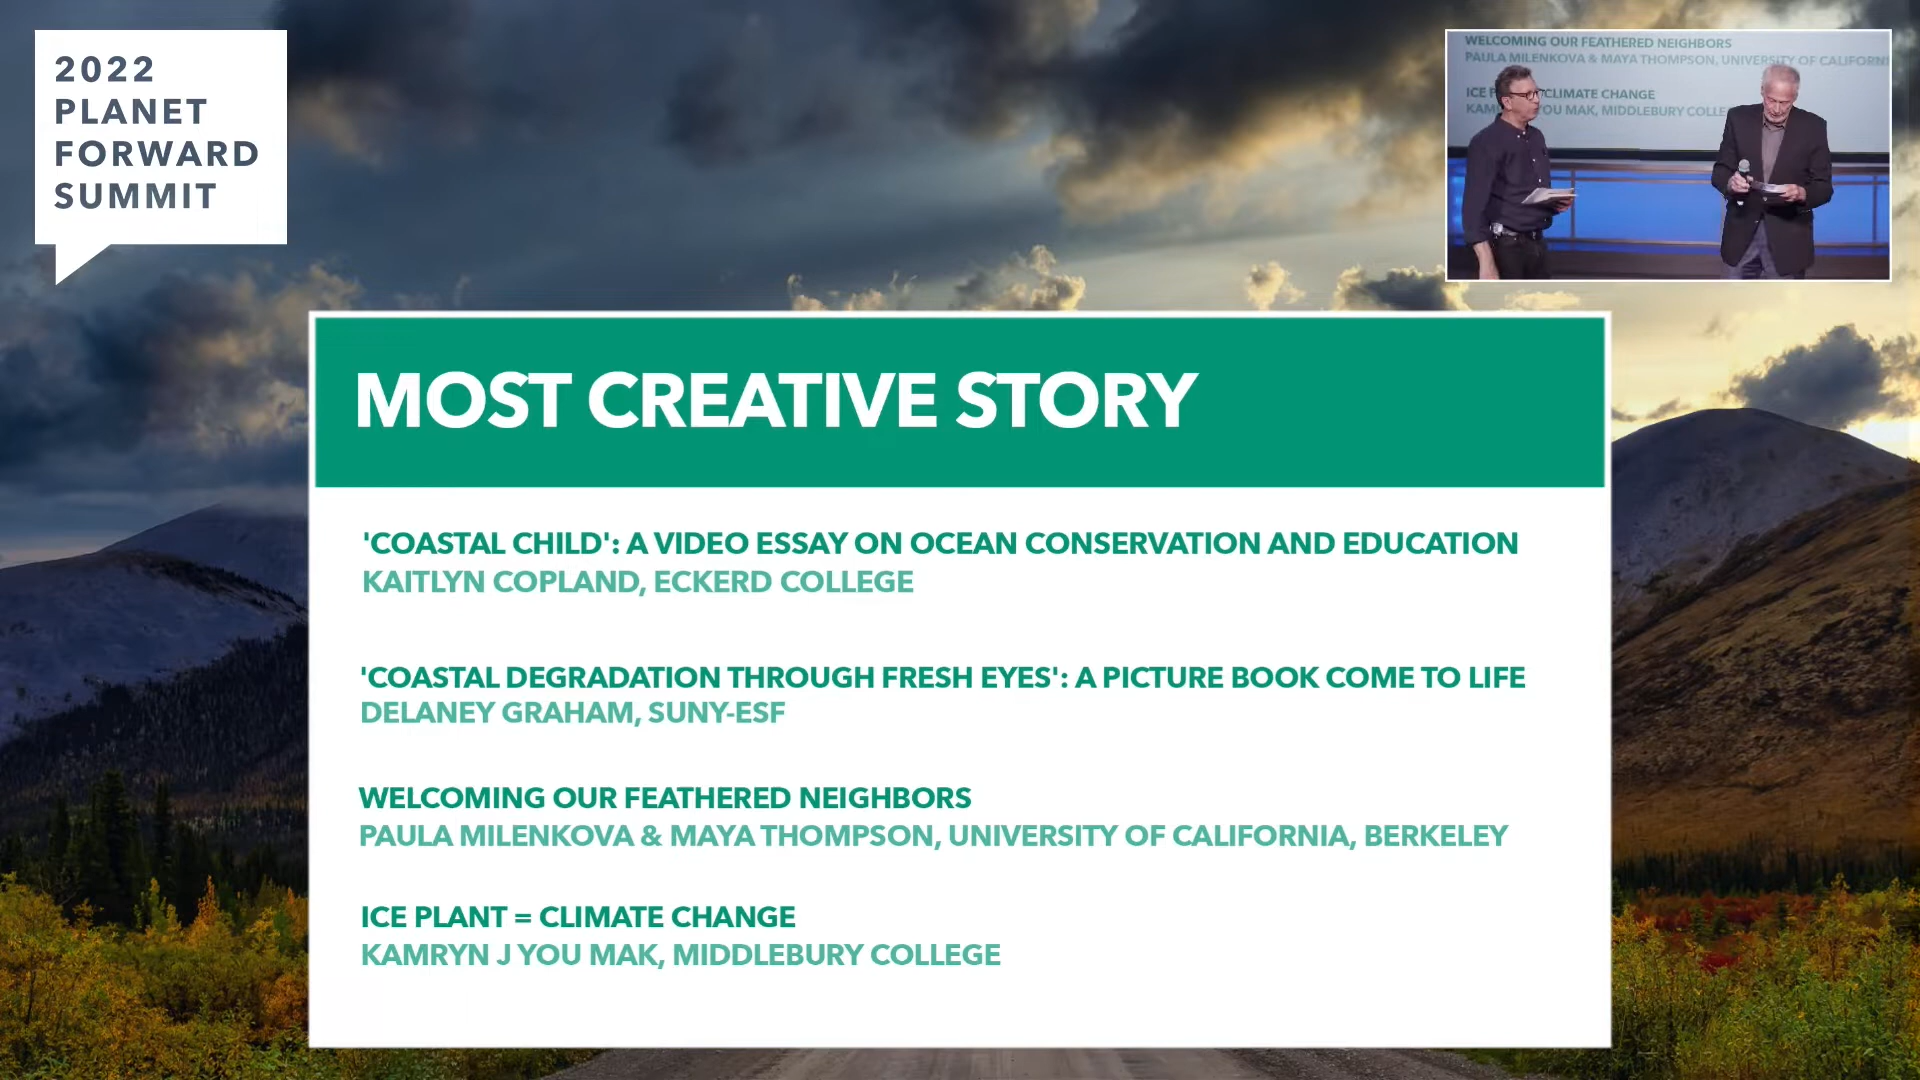 2022
PLANET
FORWARD
SUMMIT
WELCOMING OUR FEATHERED NEIGHBORS
PAULA MILENKOVA & MAYA THOMPSON, UNIVERSITY OF CALIFORNI
ICE P CLIMATE CHANGE
KAM YOU MAK, MIDDLEBURY COLLE
MOST CREATIVE STORY
'COASTAL CHILD': A VIDEO ESSAY ON OCEAN CONSERVATION AND EDUCATION
KAITLYN COPLAND, ECKERD COLLEGE
'COASTAL DEGRADATION THROUGH FRESH EYES': A PICTURE BOOK COME TO LIFE
DELANEY GRAHAM, SUNY-ESF
WELCOMING OUR FEATHERED NEIGHBORS
PAULA MILENKOVA & MAYA THOMPSON, UNIVERSITY OF CALIFORNIA, BERKELEY
ICE PLANT = CLIMATE CHANGE
KAMRYN J YOU MAK, MIDDLEBURY COLLEGE